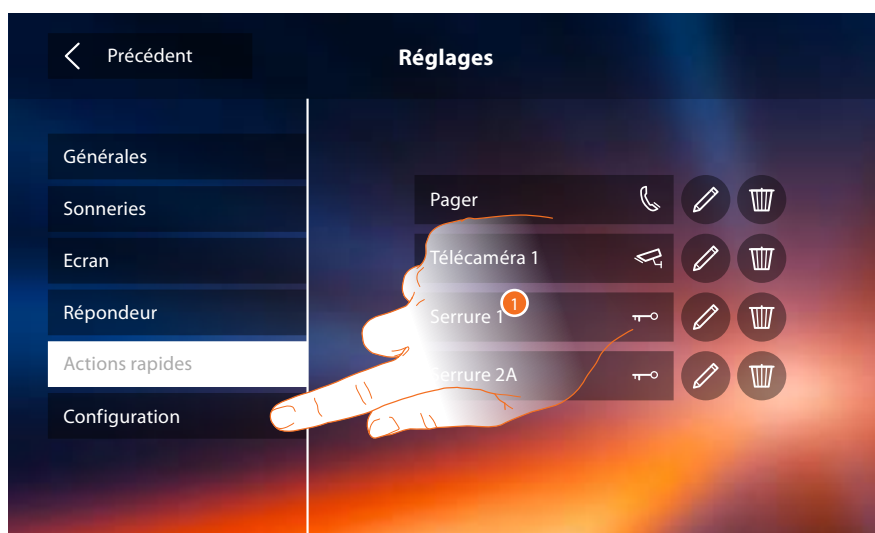 Précédent
Réglages
Générales
Sonneries
Ecran
Répondeur
Actions rapides
Configuration
Pager
Télécaméra 1
Serrure 1
1
Serrure 2A